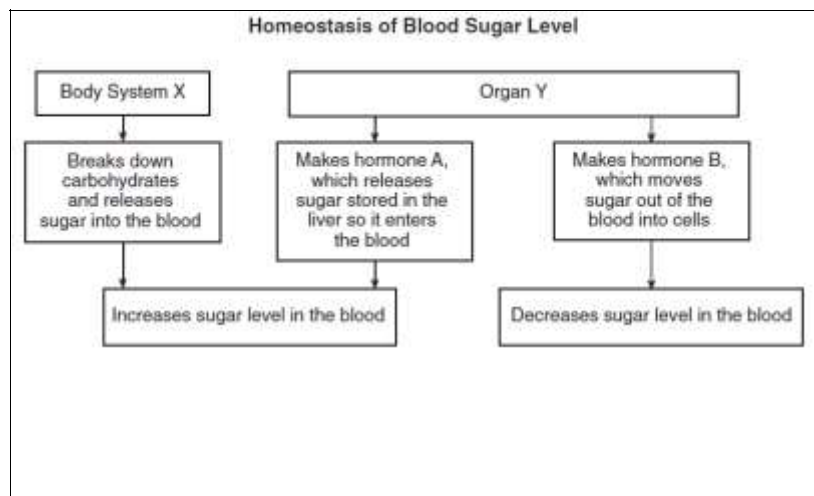 Homeostasis of Blood Sugar Level
Body System X
Organ Y
Breaks down
carbohydrates
and releases
sugar into the blood
Makes hormone A,
which releases
sugar stored in the
liver so it enters
the blood
Makes hormone B,
which moves
sugar out of the
blood into cells
Increases sugar level in the blood
Decreases sugar level in the blood